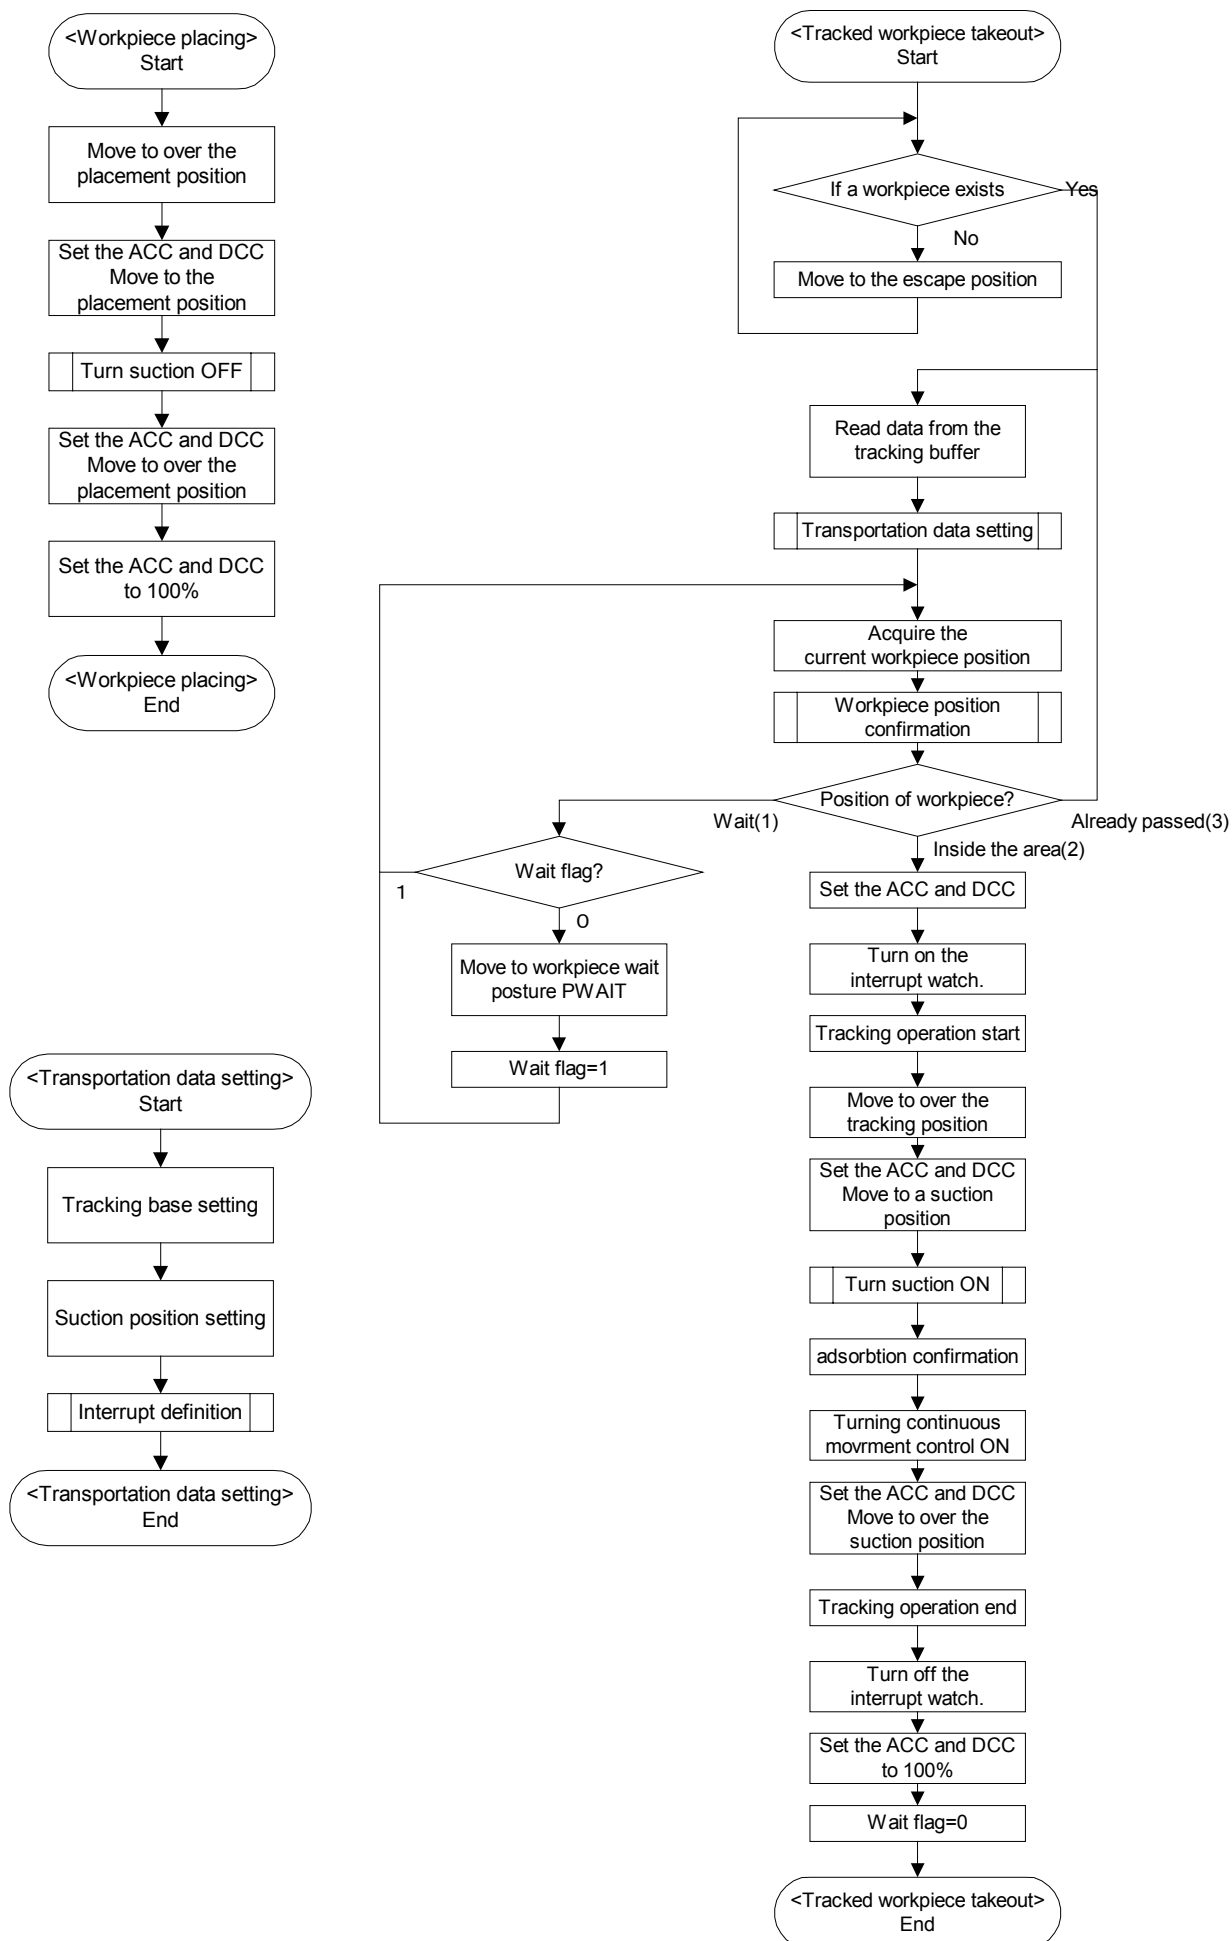 <Workpiece placing>
Start
Move to over the
placement position
Set the ACC and DCC
Move to the
placement position
Turn suction OFF
Set the ACC and DCC
Move to over the
placement position
Set the ACC and DCC
to 100%
<Workpiece placing>
End
<Transportation data setting>
Start
Tracking base setting
Suction position setting
Interrupt definition
<Transportation data setting>
End
<Tracked workpiece takeout>
Start
If a workpiece exists
Yes
No
Move to the escape position
Read data from the
tracking buffer
Transportation data setting
Acquire the
current workpiece position
Workpiece position
confirmation
Position of workpiece?
Wait(1)
Already passed(3)
Inside the area(2)
Wait flag?
1
0
Move to workpiece wait
posture PWAIT
Wait flag=1
Set the ACC and DCC
Turn on the
interrupt watch.
Tracking operation start
Move to over the
tracking position
Set the ACC and DCC
Move to a suction
position
Turn suction ON
adsorbtion confirmation
Turning continuous
movrment control ON
Set the ACC and DCC
Move to over the
suction position
Tracking operation end
Turn off the
interrupt watch.
Set the ACC and DCC
to 100%
Wait flag=0
<Tracked workpiece takeout>
End